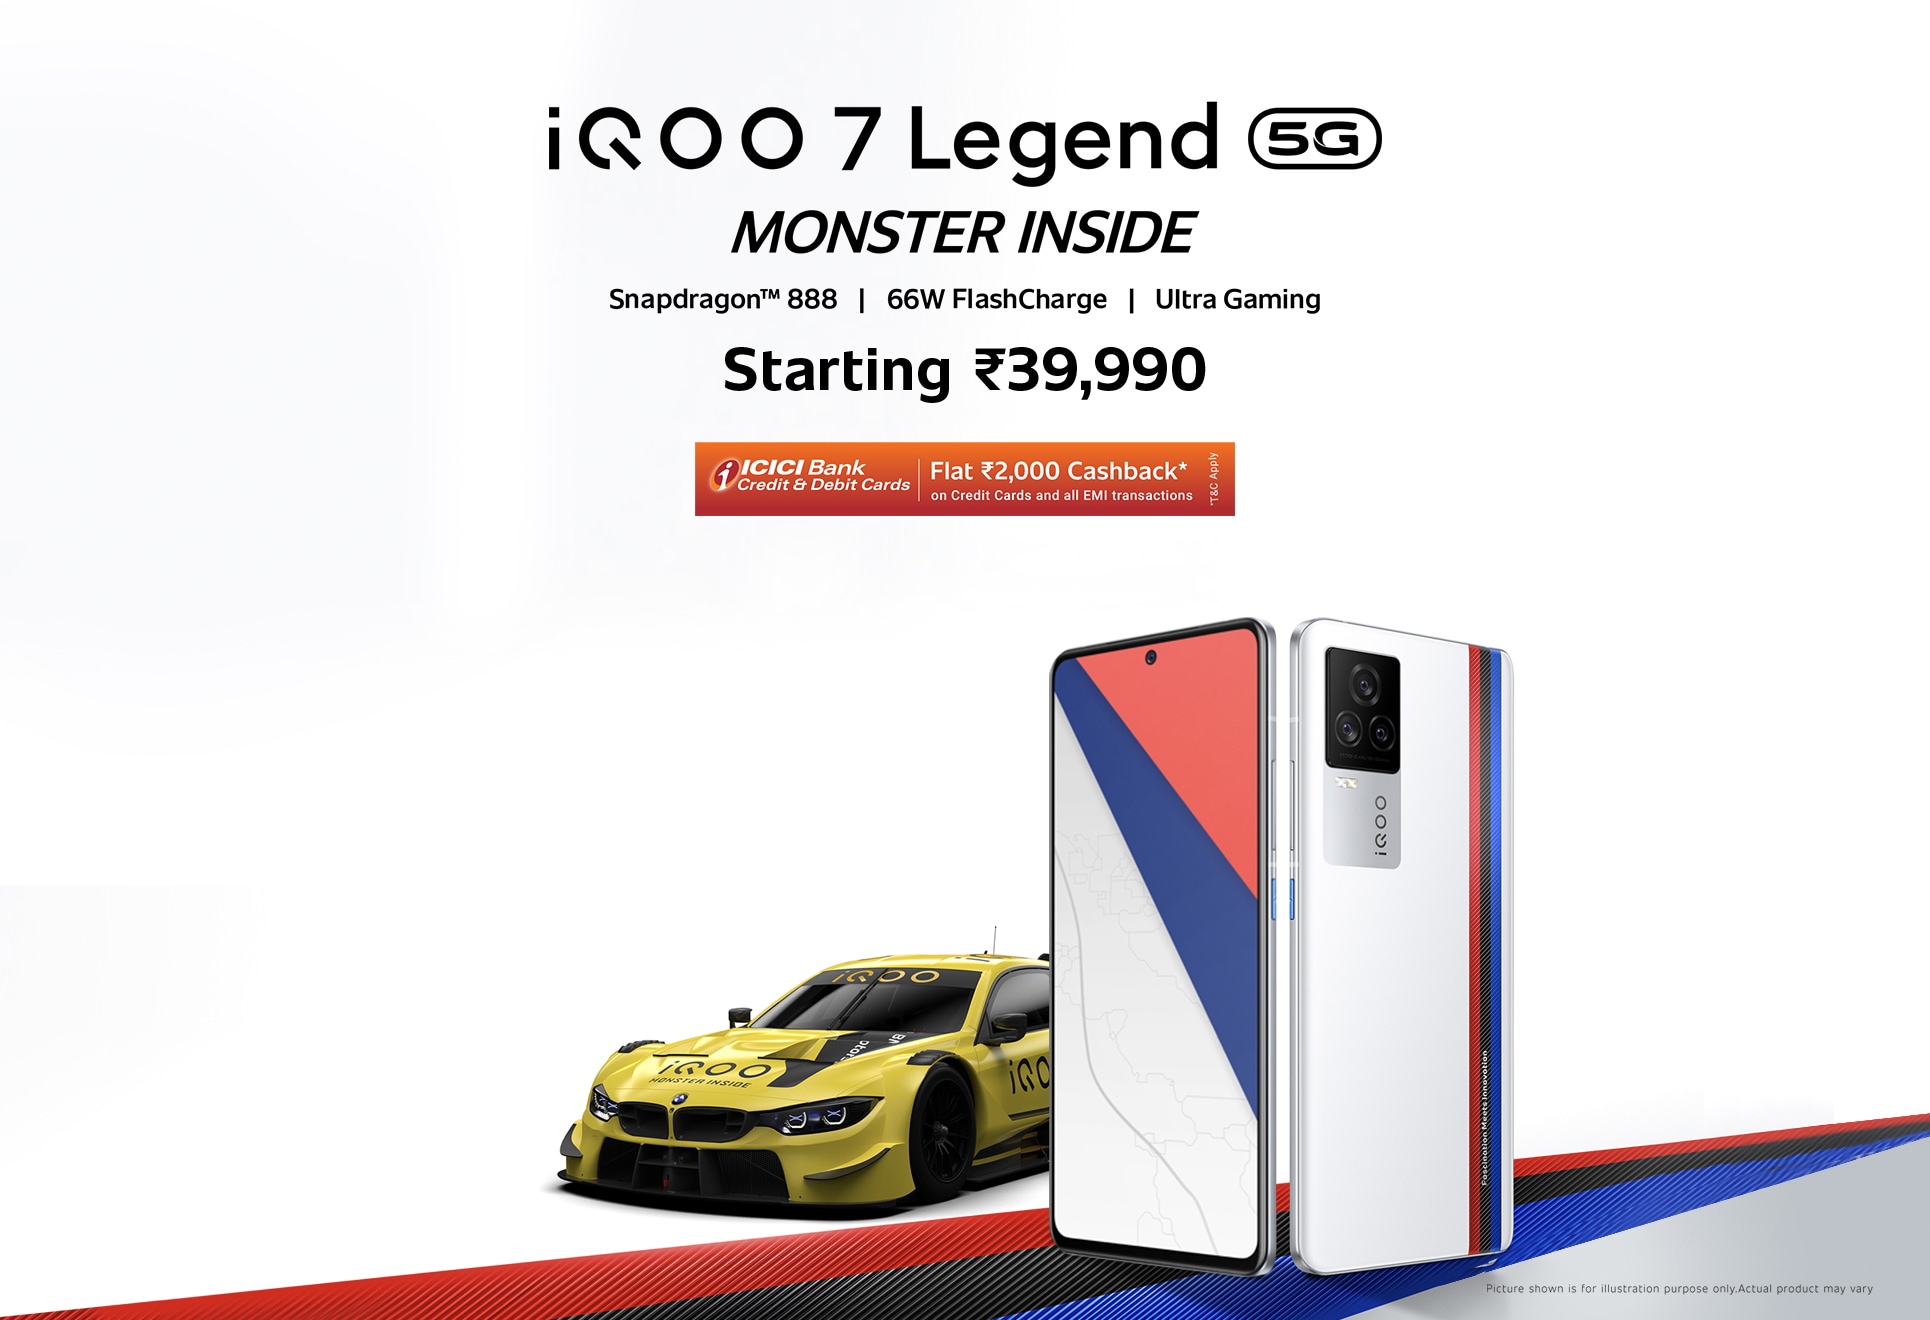 iQOO 7 Legend 5G
MONSTER INSIDE
Snapdragon™ 888 | 66W FlashCharge | Ultra Gaming
Starting ₹39,990
ICICI Bank
Credit & Debit Cards
Flat ₹2,000 Cashback*
on Credit Cards and all EMI transactions
*T&C Apply
iQOO
iQOO
MONSTER INSIDE
iQO
iQOO
Fascination Meets Innovation
Picture shown is for illustration purpose only.Actual product may vary